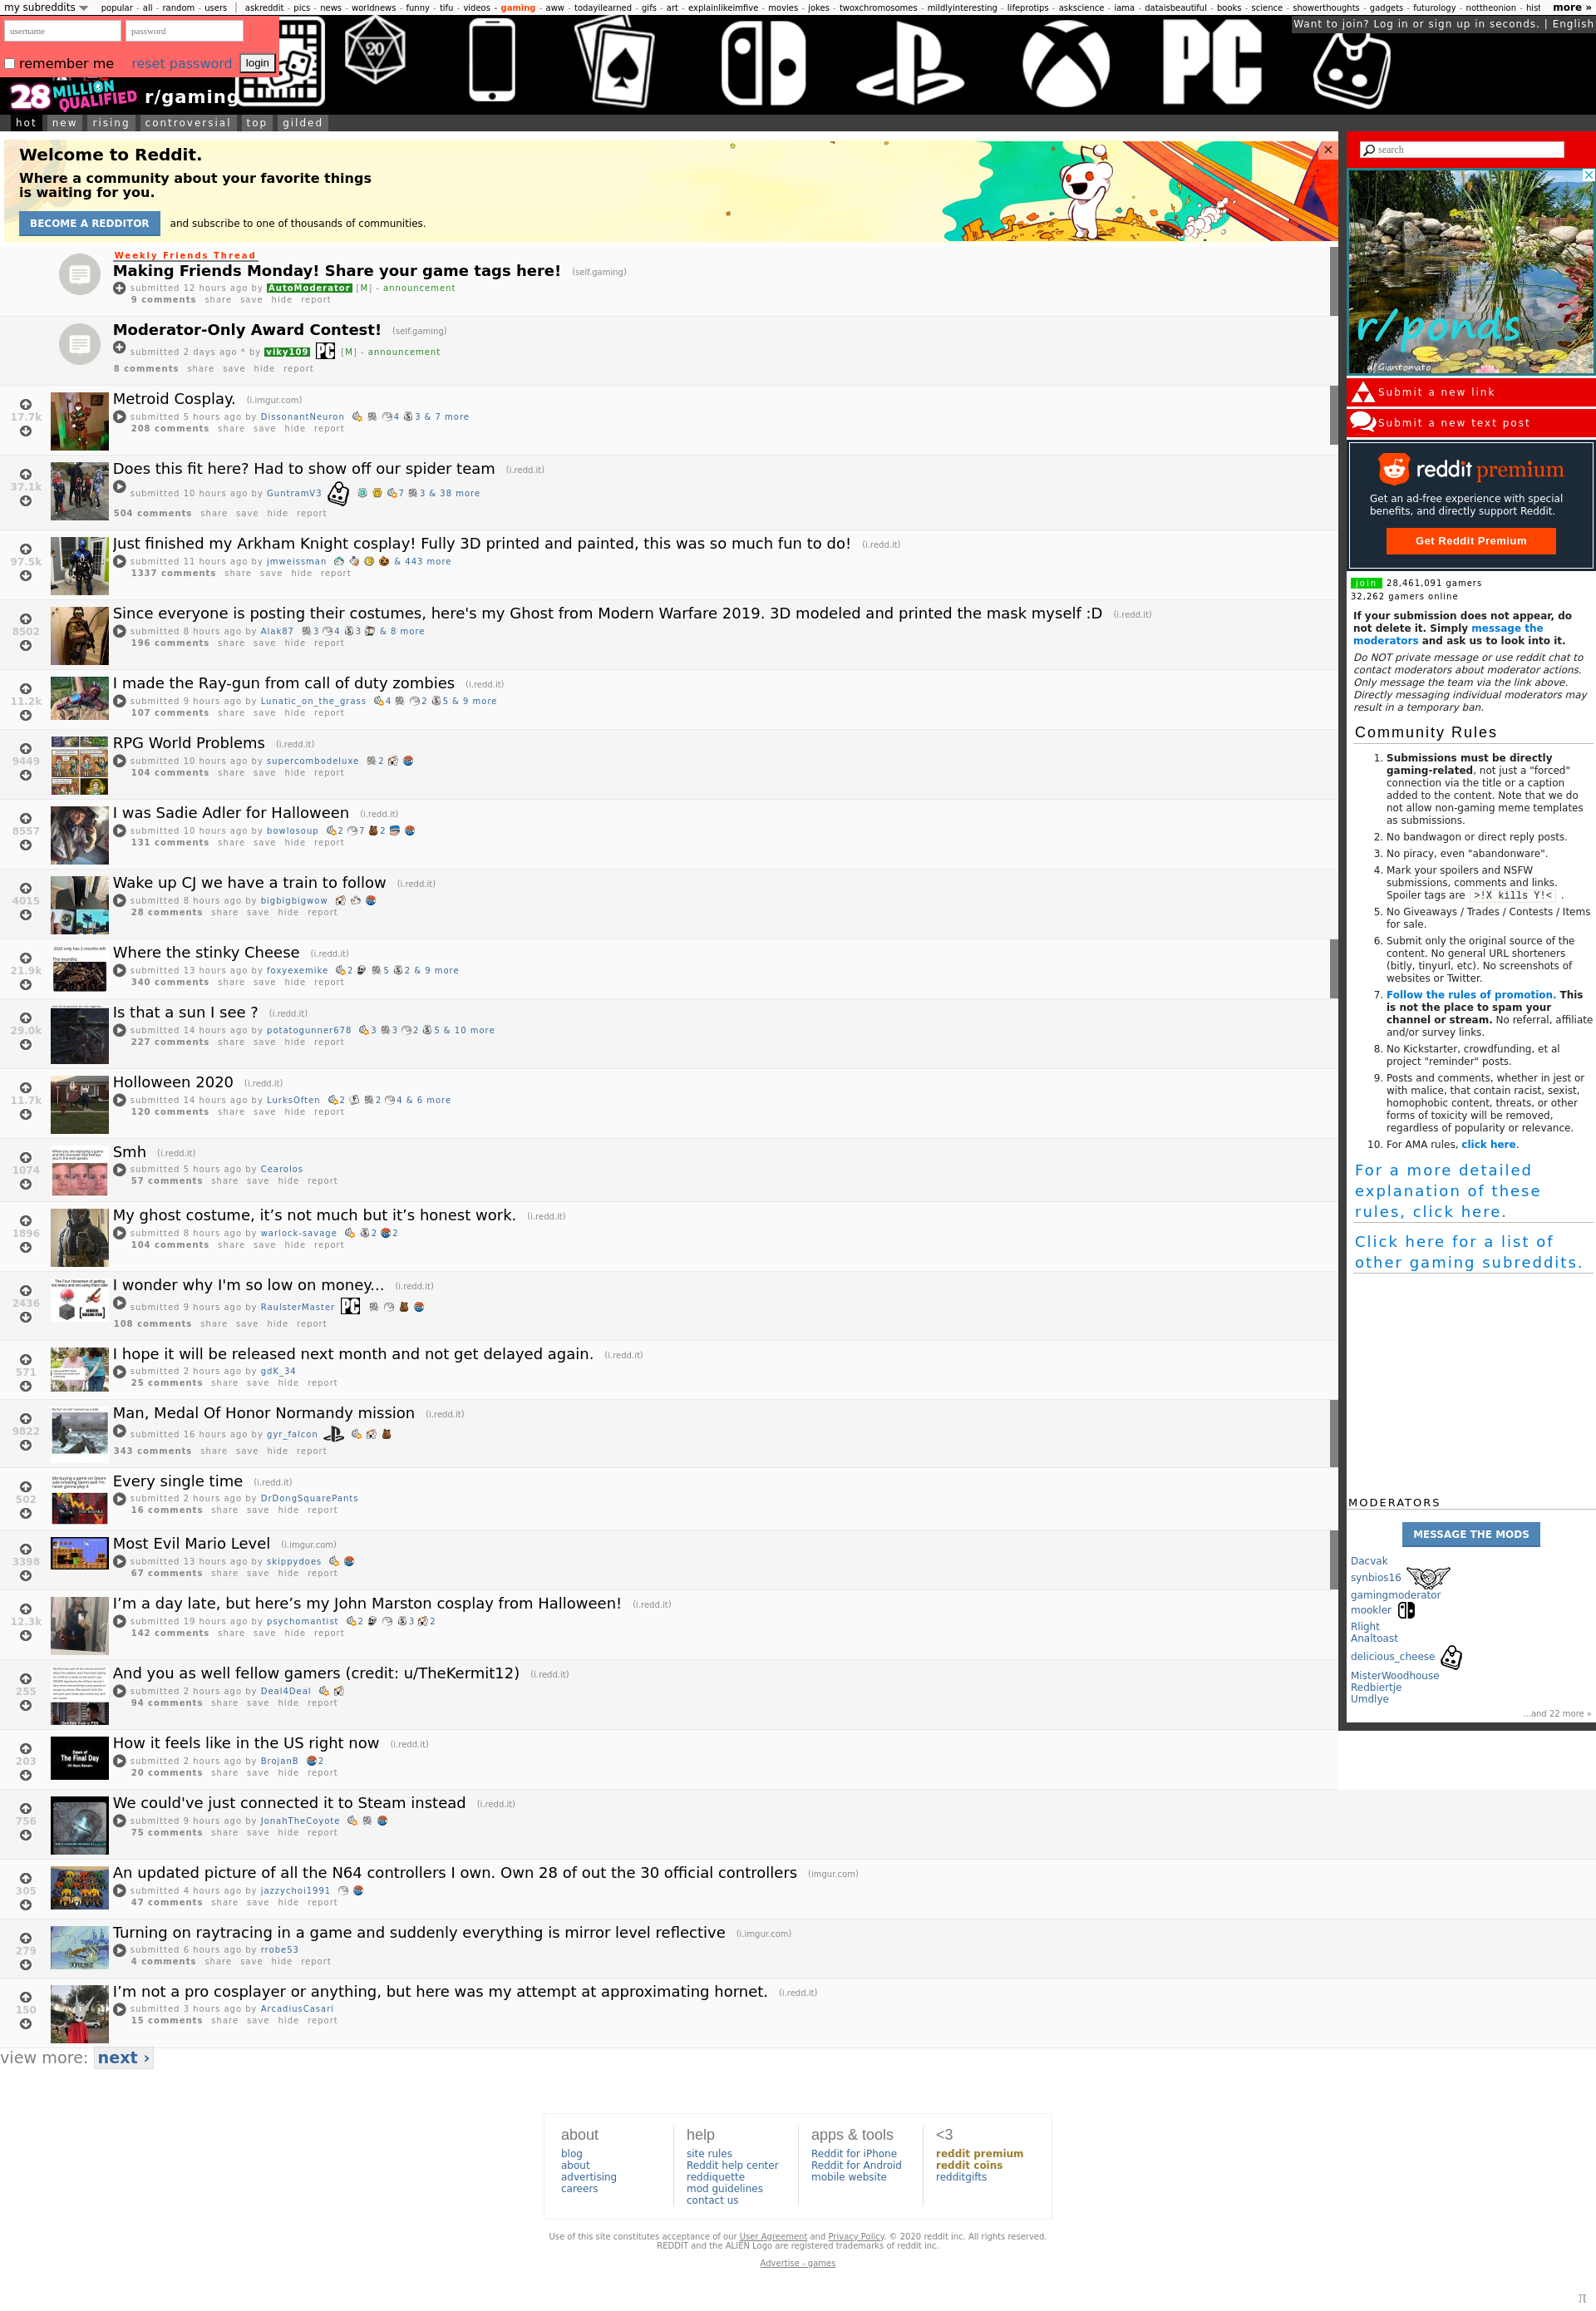 my subreddits popular - all - random - users | askreddit - pics - news - worldnews - funny - tifu - videos - gaming - aww - todayilearned - gifs - art - explainlikeimfive - movies - jokes - twoxchromosomes - mildlyinteresting - lifeprotips - askscience - iama - dataisbeautiful - books - science - showerthoughts - gadgets - futurology - nottheonion - hist more »
username password
Want to join? Log in or sign up in seconds. | English
remember me reset password login
20
PC
28 MILLION QUALIFIED r/gaming
hot new rising controversial top gilded
Welcome to Reddit.
Where a community about your favorite things
is waiting for you.
BECOME A REDDITOR and subscribe to one of thousands of communities.
×
Weekly Friends Thread
Making Friends Monday! Share your game tags here! (self.gaming)
submitted 12 hours ago by AutoModerator [M] - announcement
9 comments share save hide report
Moderator-Only Award Contest! (self.gaming)
submitted 2 days ago * by viky109 PC [M] - announcement
8 comments share save hide report
17.7k
Metroid Cosplay. (i.imgur.com)
submitted 5 hours ago by DissonantNeuron 4 3 & 7 more
208 comments share save hide report
37.1k
Does this fit here? Had to show off our spider team (i.redd.it)
submitted 10 hours ago by GuntramV3 7 3 & 38 more
504 comments share save hide report
97.5k
Just finished my Arkham Knight cosplay! Fully 3D printed and painted, this was so much fun to do! (i.redd.it)
submitted 11 hours ago by jmweissman & 443 more
1337 comments share save hide report
8502
Since everyone is posting their costumes, here's my Ghost from Modern Warfare 2019. 3D modeled and printed the mask myself :D (i.redd.it)
submitted 8 hours ago by Alak87 3 4 3 & 8 more
196 comments share save hide report
11.2k
I made the Ray-gun from call of duty zombies (i.redd.it)
submitted 9 hours ago by Lunatic_on_the_grass 4 2 5 & 9 more
107 comments share save hide report
9449
RPG World Problems (i.redd.it)
submitted 10 hours ago by supercombodeluxe 2
104 comments share save hide report
8557
I was Sadie Adler for Halloween (i.redd.it)
submitted 10 hours ago by bowlosoup 2 7 2
131 comments share save hide report
4015
Wake up CJ we have a train to follow (i.redd.it)
submitted 8 hours ago by bigbigbigwow
28 comments share save hide report
21.9k
2020 only has 2 months left
The months:
Where the stinky Cheese (i.redd.it)
submitted 13 hours ago by foxyexemike 2 5 2 & 9 more
340 comments share save hide report
29.0k
Is that a sun I see ? (i.redd.it)
submitted 14 hours ago by potatogunner678 3 3 2 5 & 10 more
227 comments share save hide report
11.7k
Holloween 2020 (i.redd.it)
submitted 14 hours ago by LurksOften 2 2 4 & 6 more
120 comments share save hide report
1074
Smh (i.redd.it)
submitted 5 hours ago by Cearolos
57 comments share save hide report
1896
My ghost costume, it’s not much but it’s honest work. (i.redd.it)
submitted 8 hours ago by warlock-savage 2 2
104 comments share save hide report
2436
I wonder why I'm so low on money... (i.redd.it)
submitted 9 hours ago by RaulsterMaster PC
108 comments share save hide report
571
I hope it will be released next month and not get delayed again. (i.redd.it)
submitted 2 hours ago by gdK_34
25 comments share save hide report
9822
Man, Medal Of Honor Normandy mission (i.redd.it)
submitted 16 hours ago by gyr_falcon
343 comments share save hide report
502
Every single time (i.redd.it)
submitted 2 hours ago by DrDongSquarePants
16 comments share save hide report
3398
Most Evil Mario Level (i.imgur.com)
submitted 13 hours ago by skippydoes
67 comments share save hide report
12.3k
I’m a day late, but here’s my John Marston cosplay from Halloween! (i.redd.it)
submitted 19 hours ago by psychomantist 2 3 2
142 comments share save hide report
255
And you as well fellow gamers (credit: u/TheKermit12) (i.redd.it)
submitted 2 hours ago by Deal4Deal
94 comments share save hide report
203
Dawn of
The Final Day
How it feels like in the US right now (i.redd.it)
submitted 2 hours ago by BrojanB 2
20 comments share save hide report
756
We could've just connected it to Steam instead (i.redd.it)
submitted 9 hours ago by JonahTheCoyote
75 comments share save hide report
305
An updated picture of all the N64 controllers I own. Own 28 of out the 30 official controllers (imgur.com)
submitted 4 hours ago by jazzychoi1991
47 comments share save hide report
279
Turning on raytracing in a game and suddenly everything is mirror level reflective (i.imgur.com)
submitted 6 hours ago by rrobe53
4 comments share save hide report
150
I’m not a pro cosplayer or anything, but here was my attempt at approximating hornet. (i.redd.it)
submitted 3 hours ago by ArcadiusCasari
15 comments share save hide report
view more: next ›
search
r/ponds
u/Giantomato
Submit a new link
Submit a new text post
reddit premium
Get an ad-free experience with special
benefits, and directly support Reddit.
Get Reddit Premium
join 28,461,091 gamers
32,262 gamers online
If your submission does not appear, do
not delete it. Simply message the
moderators and ask us to look into it.
Do NOT private message or use reddit chat to
contact moderators about moderator actions.
Only message the team via the link above.
Directly messaging individual moderators may
result in a temporary ban.
Community Rules
1. Submissions must be directly
gaming-related, not just a "forced"
connection via the title or a caption
added to the content. Note that we do
not allow non-gaming meme templates
as submissions.
2. No bandwagon or direct reply posts.
3. No piracy, even "abandonware".
4. Mark your spoilers and NSFW
submissions, comments and links.
Spoiler tags are >!X kills Y!< .
5. No Giveaways / Trades / Contests / Items
for sale.
6. Submit only the original source of the
content. No general URL shorteners
(bitly, tinyurl, etc). No screenshots of
websites or Twitter.
7. Follow the rules of promotion. This
is not the place to spam your
channel or stream. No referral, affiliate
and/or survey links.
8. No Kickstarter, crowdfunding, et al
project "reminder" posts.
9. Posts and comments, whether in jest or
with malice, that contain racist, sexist,
homophobic content, threats, or other
forms of toxicity will be removed,
regardless of popularity or relevance.
10. For AMA rules, click here.
For a more detailed
explanation of these
rules, click here.
Click here for a list of
other gaming subreddits.
MODERATORS
MESSAGE THE MODS
Dacvak
synbios16
gamingmoderator
mookler
Rlight
Analtoast
delicious_cheese
MisterWoodhouse
Redbiertje
Umdlye
...and 22 more »
about
blog
about
advertising
careers
help
site rules
Reddit help center
reddiquette
mod guidelines
contact us
apps & tools
Reddit for iPhone
Reddit for Android
mobile website
<3
reddit premium
reddit coins
redditgifts
Use of this site constitutes acceptance of our User Agreement and Privacy Policy. © 2020 reddit inc. All rights reserved.
REDDIT and the ALIEN Logo are registered trademarks of reddit inc.
Advertise - games
π